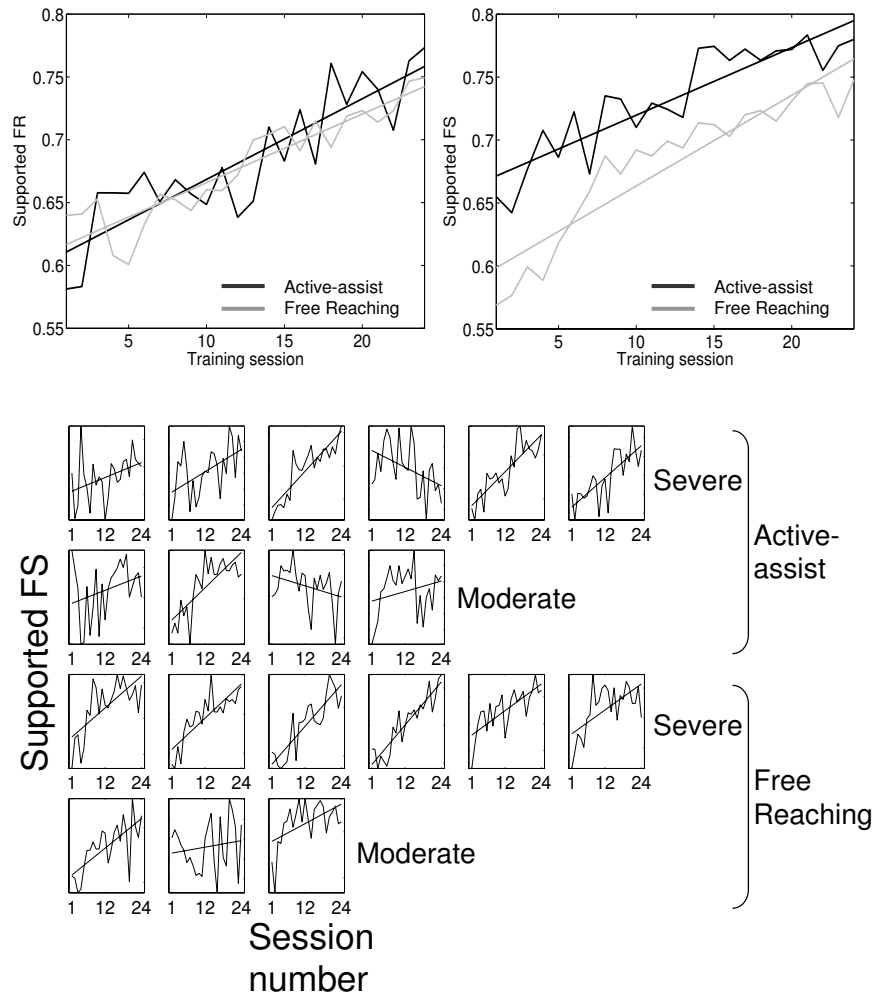 0.8
0.75
0.7
0.65
0.6
0.55
Supported FR
5 10 15 20
Training session
Active-assist
Free Reaching
0.8
0.75
0.7
0.65
0.6
0.55
Supported FS
5 10 15 20
Training session
Active-assist
Free Reaching
Supported FS
1 12 24 1 12 24 1 12 24 1 12 24 1 12 24 1 12 24
Severe
1 12 24 1 12 24 1 12 24 1 12 24
Moderate
Active-
assist
1 12 24 1 12 24 1 12 24 1 12 24 1 12 24 1 12 24
Severe
1 12 24 1 12 24 1 12 24
Moderate
Free
Reaching
Session
number